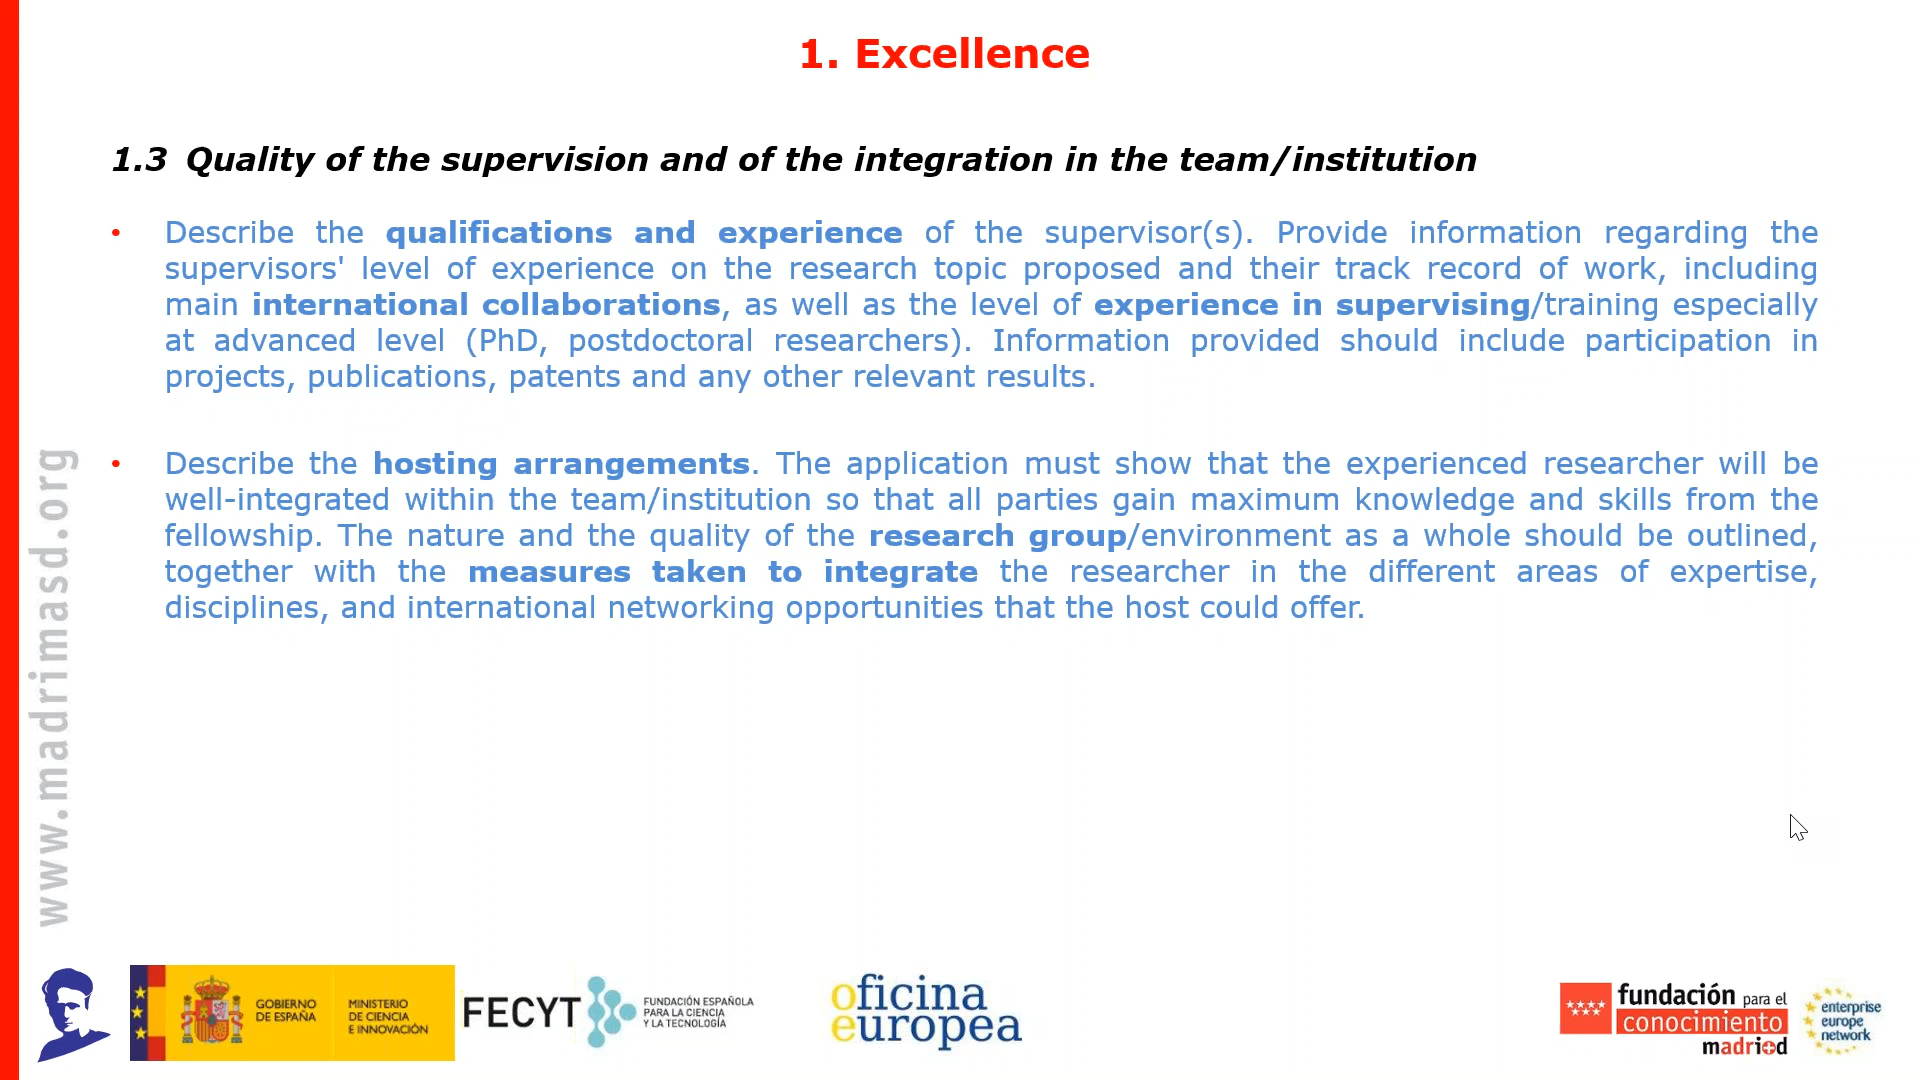 1. Excellence
1.3 Quality of the supervision and of the integration in the team/institution
• Describe the qualifications and experience of the supervisor(s). Provide information regarding the
supervisors' level of experience on the research topic proposed and their track record of work, including
main international collaborations, as well as the level of experience in supervising/training especially
at advanced level (PhD, postdoctoral researchers). Information provided should include participation in
projects, publications, patents and any other relevant results.
• Describe the hosting arrangements. The application must show that the experienced researcher will be
well-integrated within the team/institution so that all parties gain maximum knowledge and skills from the
fellowship. The nature and the quality of the research group/environment as a whole should be outlined,
together with the measures taken to integrate the researcher in the different areas of expertise,
disciplines, and international networking opportunities that the host could offer.
www.madrimasd.org
GOBIERNO
DE ESPAÑA
MINISTERIO
DE CIENCIA
E INNOVACIÓN
FECYT
FUNDACIÓN ESPAÑOLA
PARA LA CIENCIA
Y LA TECNOLOGÍA
oficina
europea
fundación para el
conocimiento
madri+d
enterprise
europe
network